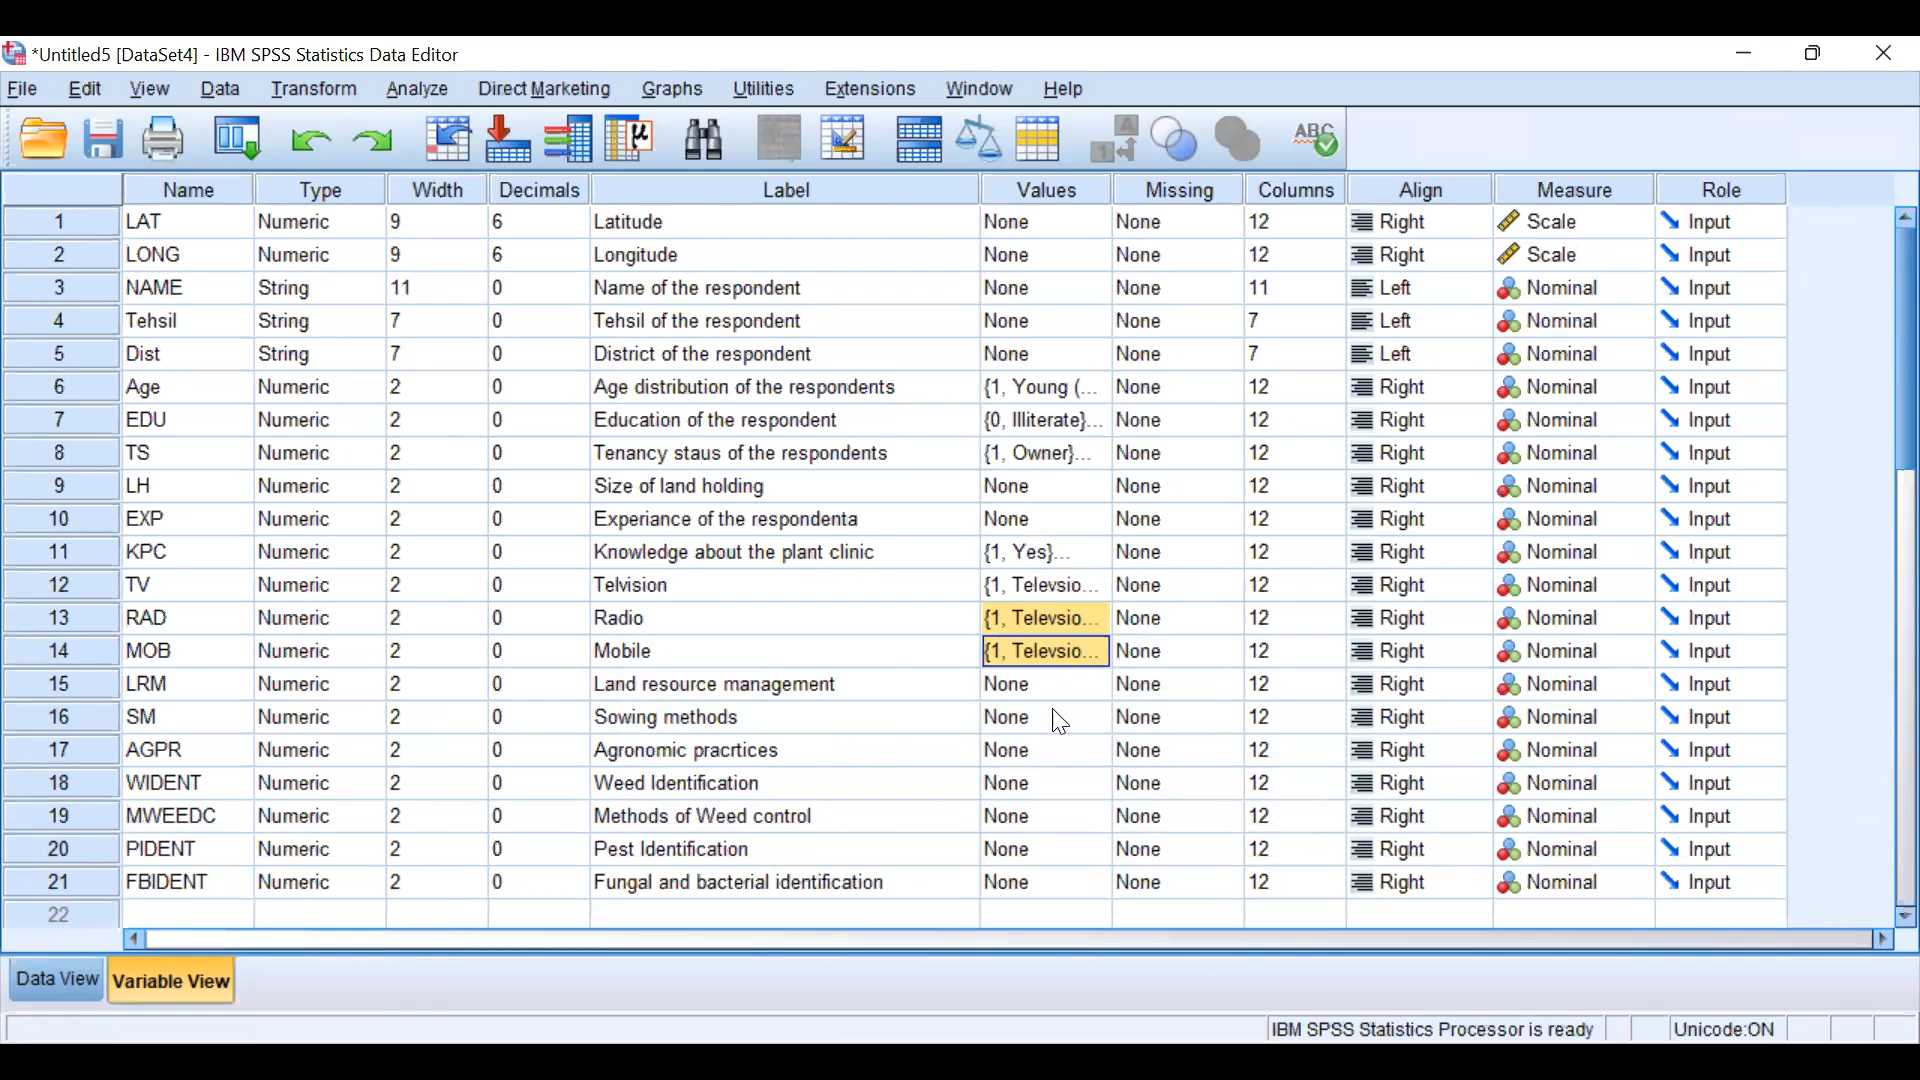 *Untitled5 [DataSet4] - IBM SPSS Statistics Data Editor
File Edit View Data Transform Analyze Direct Marketing Graphs Utilities Extensions Window Help
Name Type Width Decimals Label Values Missing Columns Align Measure Role
1 LAT Numeric 9 6 Latitude None None 12 Right Scale Input
2 LONG Numeric 9 6 Longitude None None 12 Right Scale Input
3 NAME String 11 0 Name of the respondent None None 11 Left Nominal Input
4 Tehsil String 7 0 Tehsil of the respondent None None 7 Left Nominal Input
5 Dist String 7 0 District of the respondent None None 7 Left Nominal Input
6 Age Numeric 2 0 Age distribution of the respondents {1, Young (... None 12 Right Nominal Input
7 EDU Numeric 2 0 Education of the respondent {0, Illiterate}... None 12 Right Nominal Input
8 TS Numeric 2 0 Tenancy staus of the respondents {1, Owner}... None 12 Right Nominal Input
9 LH Numeric 2 0 Size of land holding None None 12 Right Nominal Input
10 EXP Numeric 2 0 Experiance of the respondenta None None 12 Right Nominal Input
11 KPC Numeric 2 0 Knowledge about the plant clinic {1, Yes}... None 12 Right Nominal Input
12 TV Numeric 2 0 Telvision {1, Televsio... None 12 Right Nominal Input
13 RAD Numeric 2 0 Radio {1, Televsio... None 12 Right Nominal Input
14 MOB Numeric 2 0 Mobile {1, Televsio... None 12 Right Nominal Input
15 LRM Numeric 2 0 Land resource management None None 12 Right Nominal Input
16 SM Numeric 2 0 Sowing methods None None 12 Right Nominal Input
17 AGPR Numeric 2 0 Agronomic pracrtices None None 12 Right Nominal Input
18 WIDENT Numeric 2 0 Weed Identification None None 12 Right Nominal Input
19 MWEEDC Numeric 2 0 Methods of Weed control None None 12 Right Nominal Input
20 PIDENT Numeric 2 0 Pest Identification None None 12 Right Nominal Input
21 FBIDENT Numeric 2 0 Fungal and bacterial identification None None 12 Right Nominal Input
22
Data View Variable View
IBM SPSS Statistics Processor is ready Unicode:ON